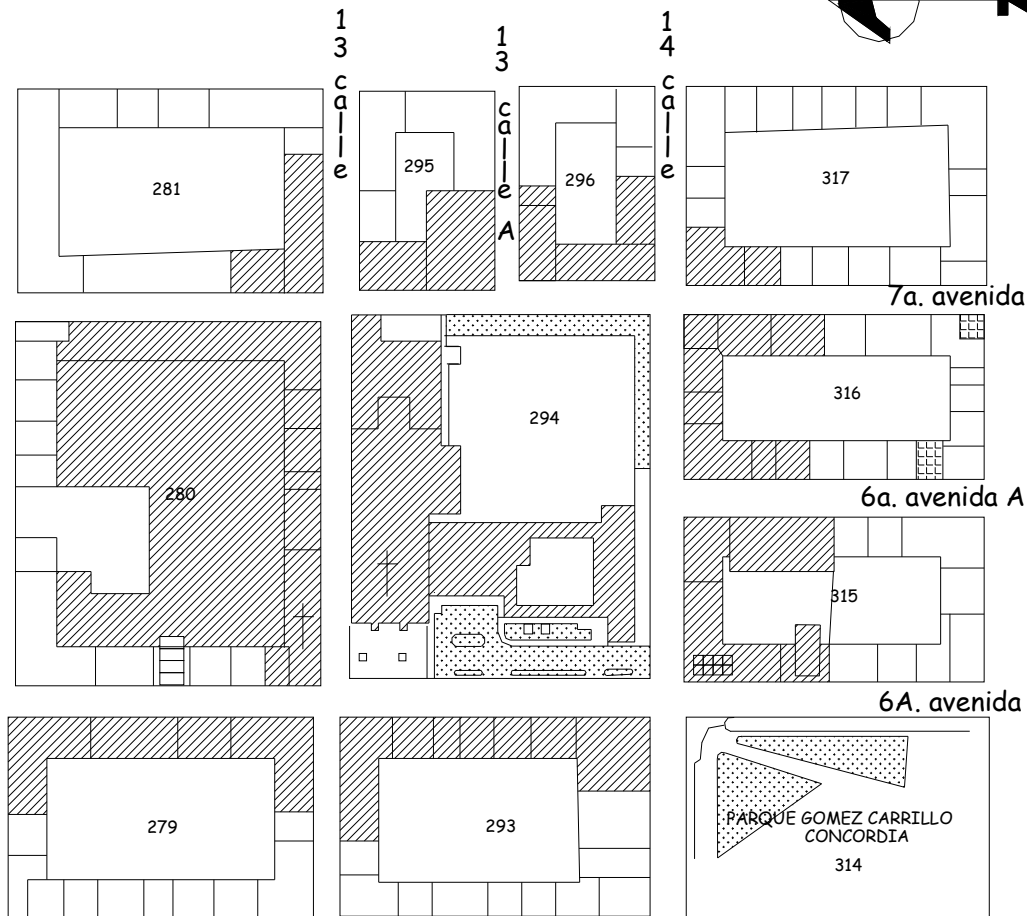 13 calle
13 calle A
14 calle
281
295
296
317
7a. avenida
280
294
316
6a. avenida A
315
6A. avenida
279
293
PARQUE GOMEZ CARRILLO
CONCORDIA
314